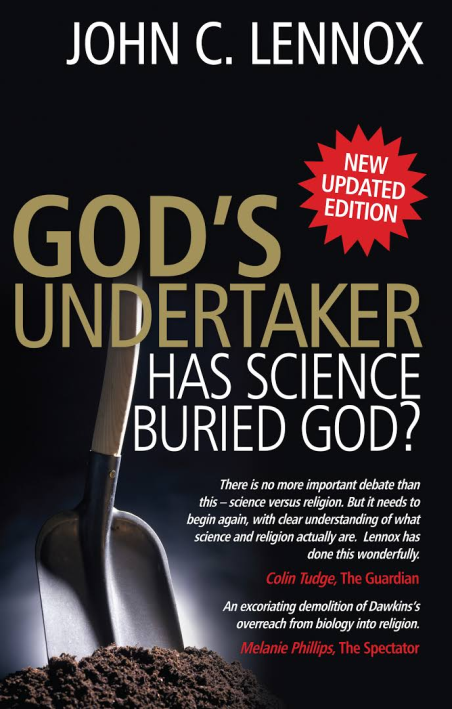 JOHN C. LENNOX
NEW
UPDATED
EDITION
GOD'S
UNDERTAKER
HAS SCIENCE
BURIED GOD?
There is no more important debate than
this – science versus religion. But it needs to
begin again, with clear understanding of what
science and religion actually are. Lennox has
done this wonderfully.
Colin Tudge, The Guardian
An excoriating demolition of Dawkins's
overreach from biology into religion.
Melanie Phillips, The Spectator